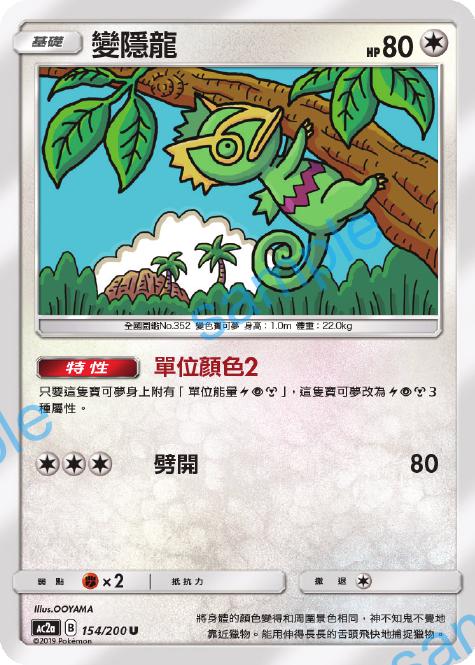 基礎 變隱龍 HP 80
全國圖鑑No.352 變色寶可夢 身高:1.0m 體重:22.0kg
特性 單位顏色2
只要這隻寶可夢身上附有「單位能量」,這隻寶可夢改為3
種屬性。
劈開 80
弱點 ×2 抵抗力 撤退
Illus.OOYAMA
AC2a B 154/200 U
©2019 Pokémon
將身體的顏色變得和周圍景色相同,神不知鬼不覺地
靠近獵物。能用伸得長長的舌頭飛快地捕捉獵物。
sample